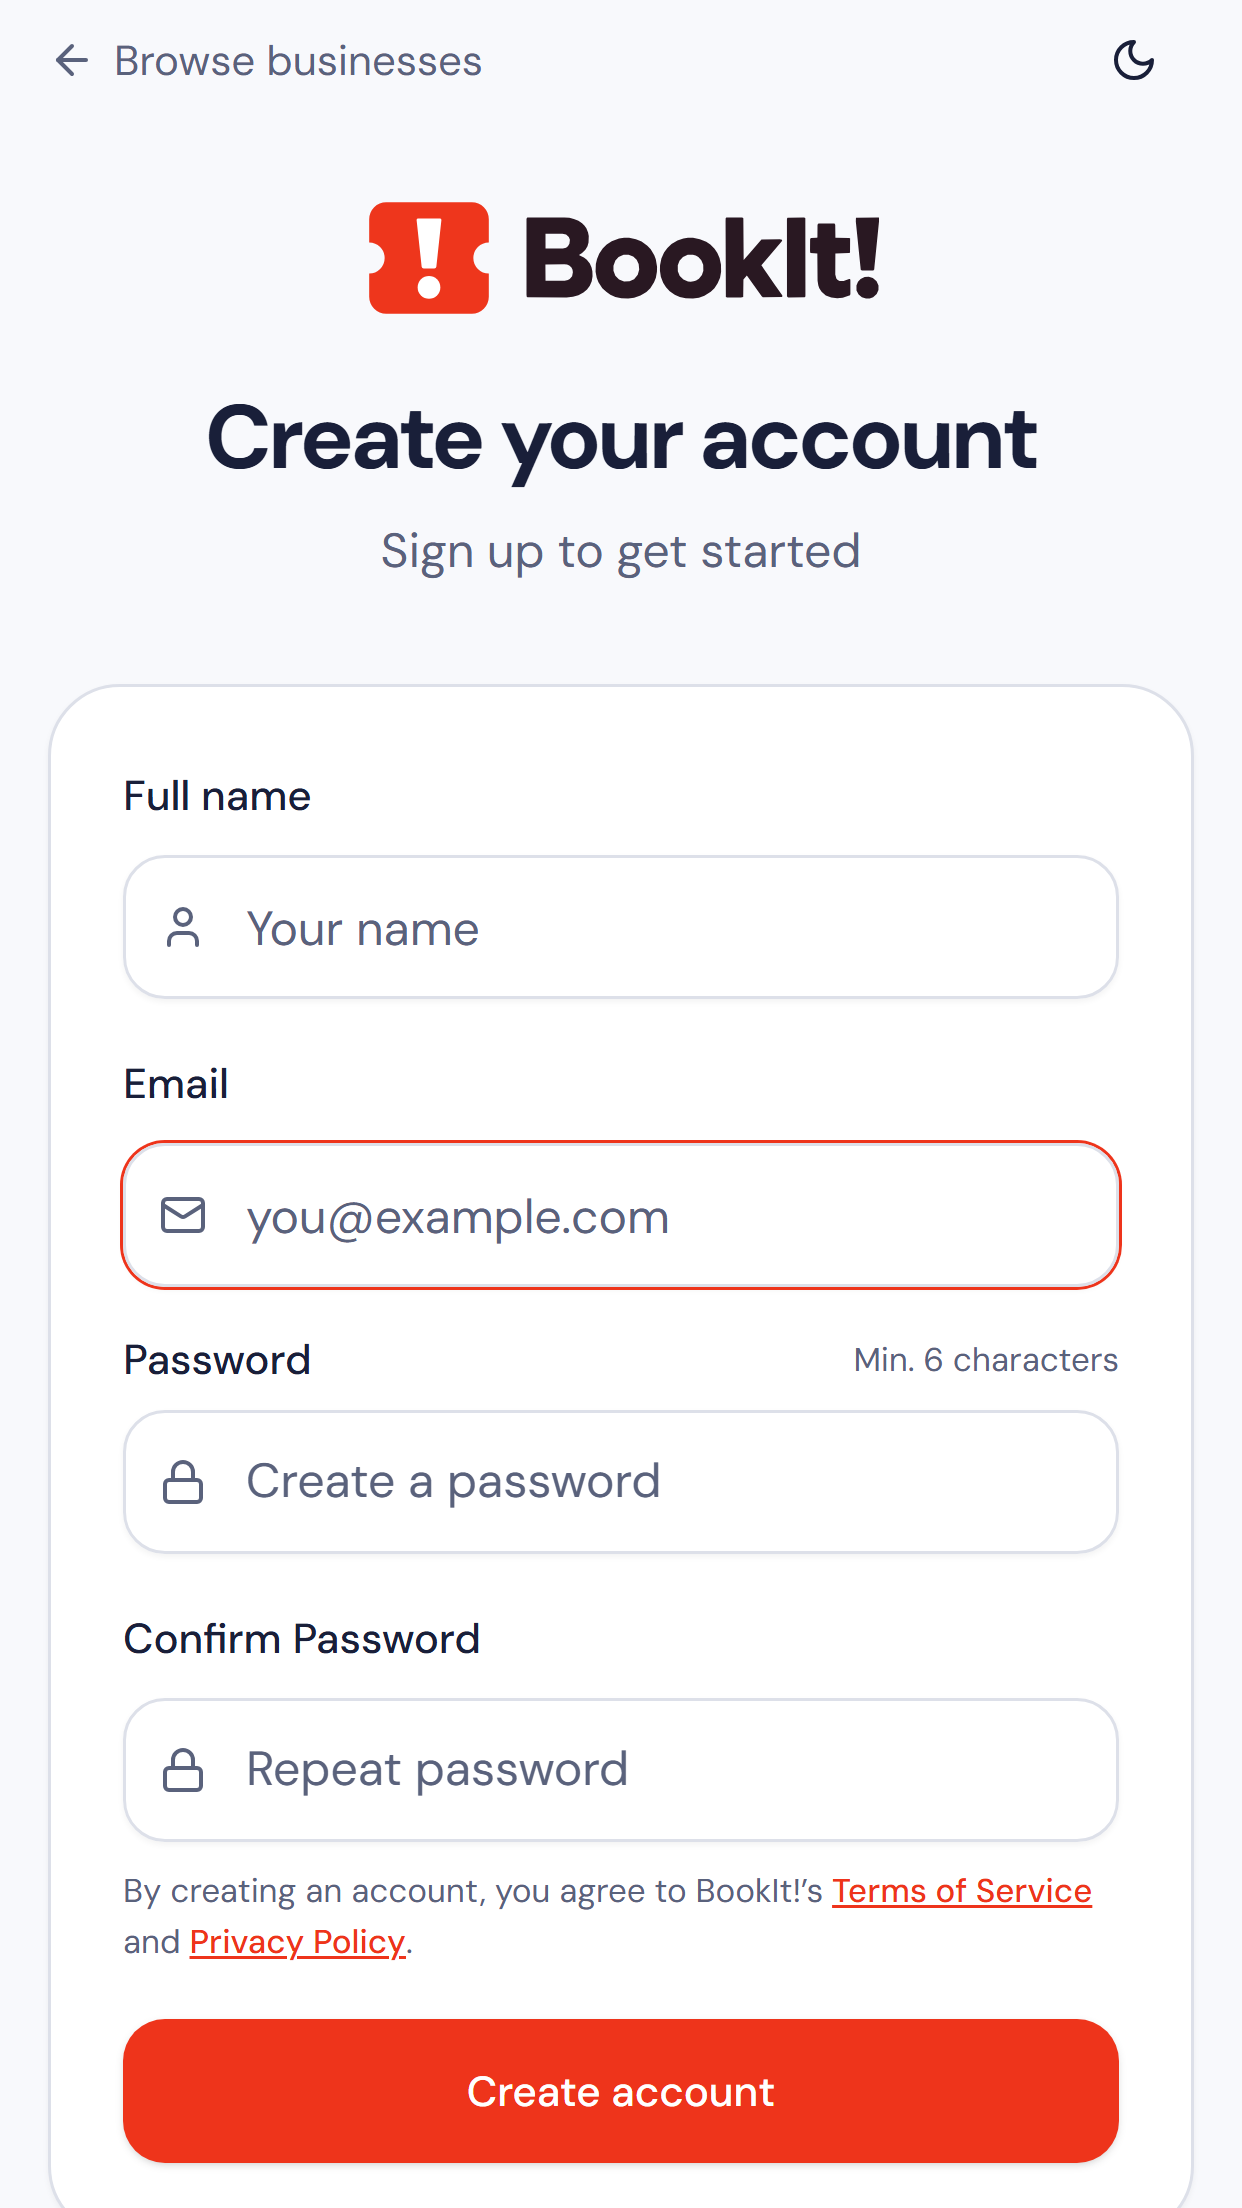 Browse businesses
! BookIt!
Create your account
Sign up to get started
Full name
Your name
Email
you@example.com
Password Min. 6 characters
Create a password
Confirm Password
Repeat password
By creating an account, you agree to BookIt!’s Terms of Service
and Privacy Policy.
Create account